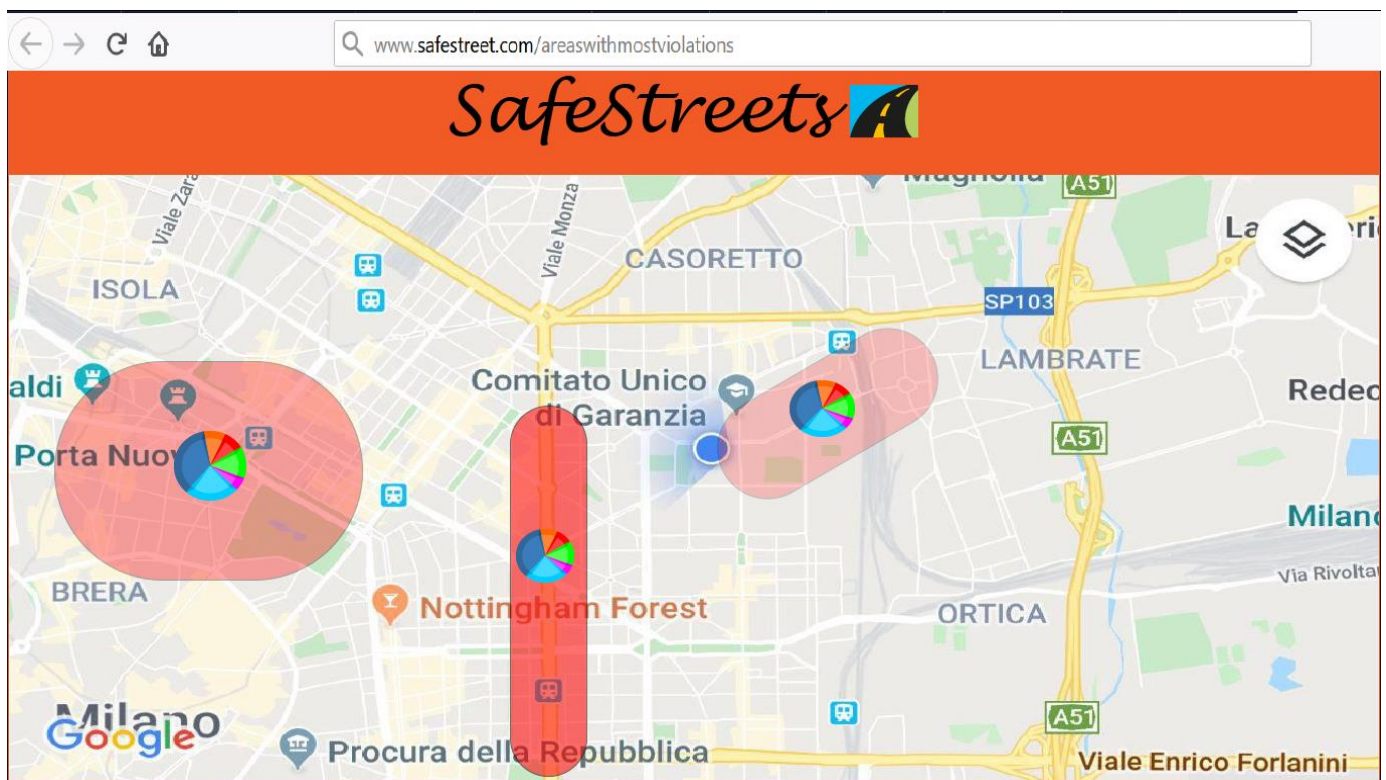 www.safestreet.com/areaswithmostviolations
SafeStreets
Viale Zara
Viale Monza
Magnolia
A51
CASORETTO
ISOLA
SP103
LAMBRATE
aldi
Comitato Unico
di Garanzia
Redec
Porta Nuo
A51
Milano
BRERA
Via Rivolta
Nottingham Forest
ORTICA
Milano
Google
A51
Procura della Repubblica
Viale Enrico Forlanini